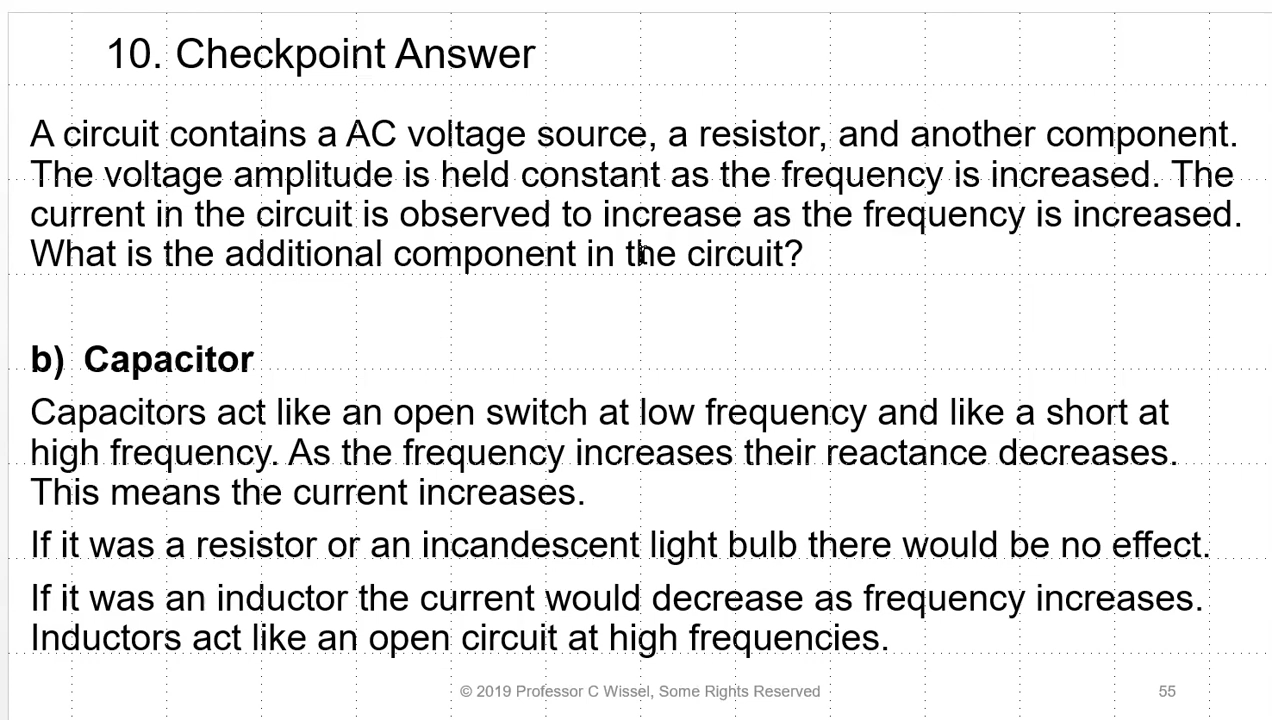 10. Checkpoint Answer
A circuit contains a AC voltage source, a resistor, and another component.
The voltage amplitude is held constant as the frequency is increased. The
current in the circuit is observed to increase as the frequency is increased.
What is the additional component in the circuit?
b) Capacitor
Capacitors act like an open switch at low frequency and like a short at
high frequency. As the frequency increases their reactance decreases.
This means the current increases.
If it was a resistor or an incandescent light bulb there would be no effect.
If it was an inductor the current would decrease as frequency increases.
Inductors act like an open circuit at high frequencies.
© 2019 Professor C Wissel, Some Rights Reserved
55